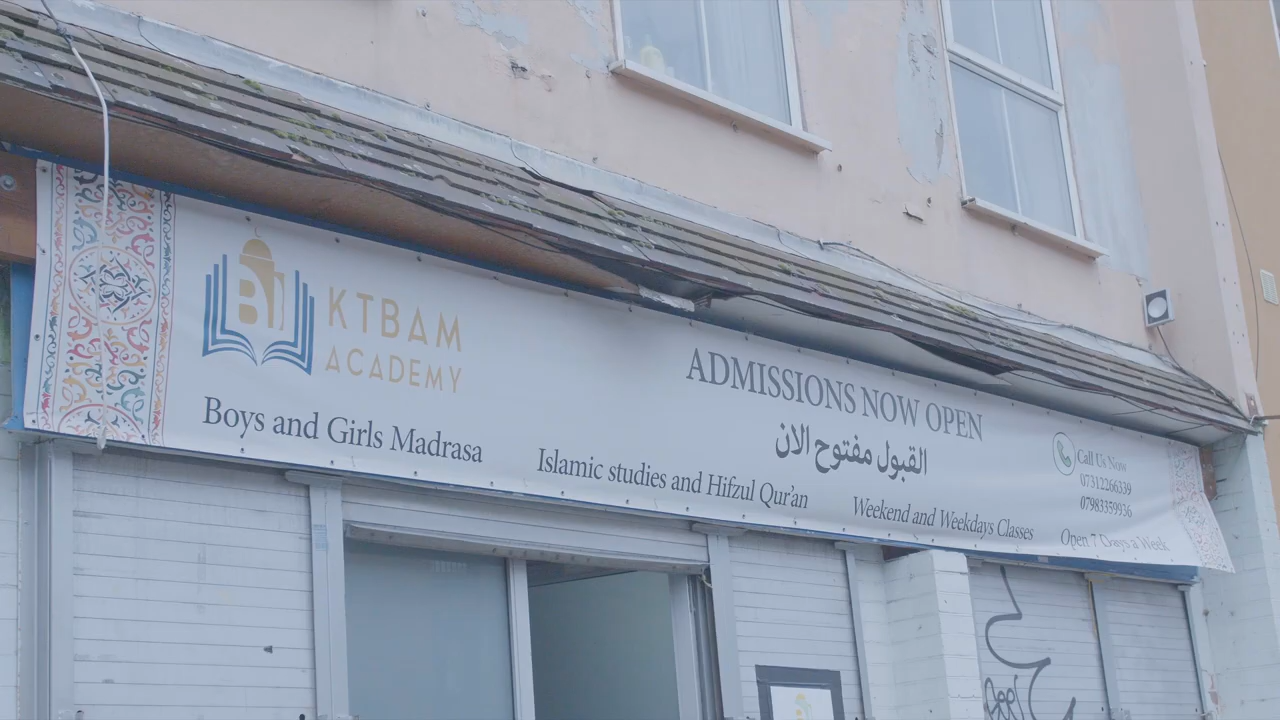 KTBAM
ACADEMY
Boys and Girls Madrasa
ADMISSIONS NOW OPEN
القبول مفتوح الان
Islamic studies and Hifzul Qur'an
Weekend and Weekdays Classes
Call Us Now
07312266339
07983359936
Open 7 Days a Week